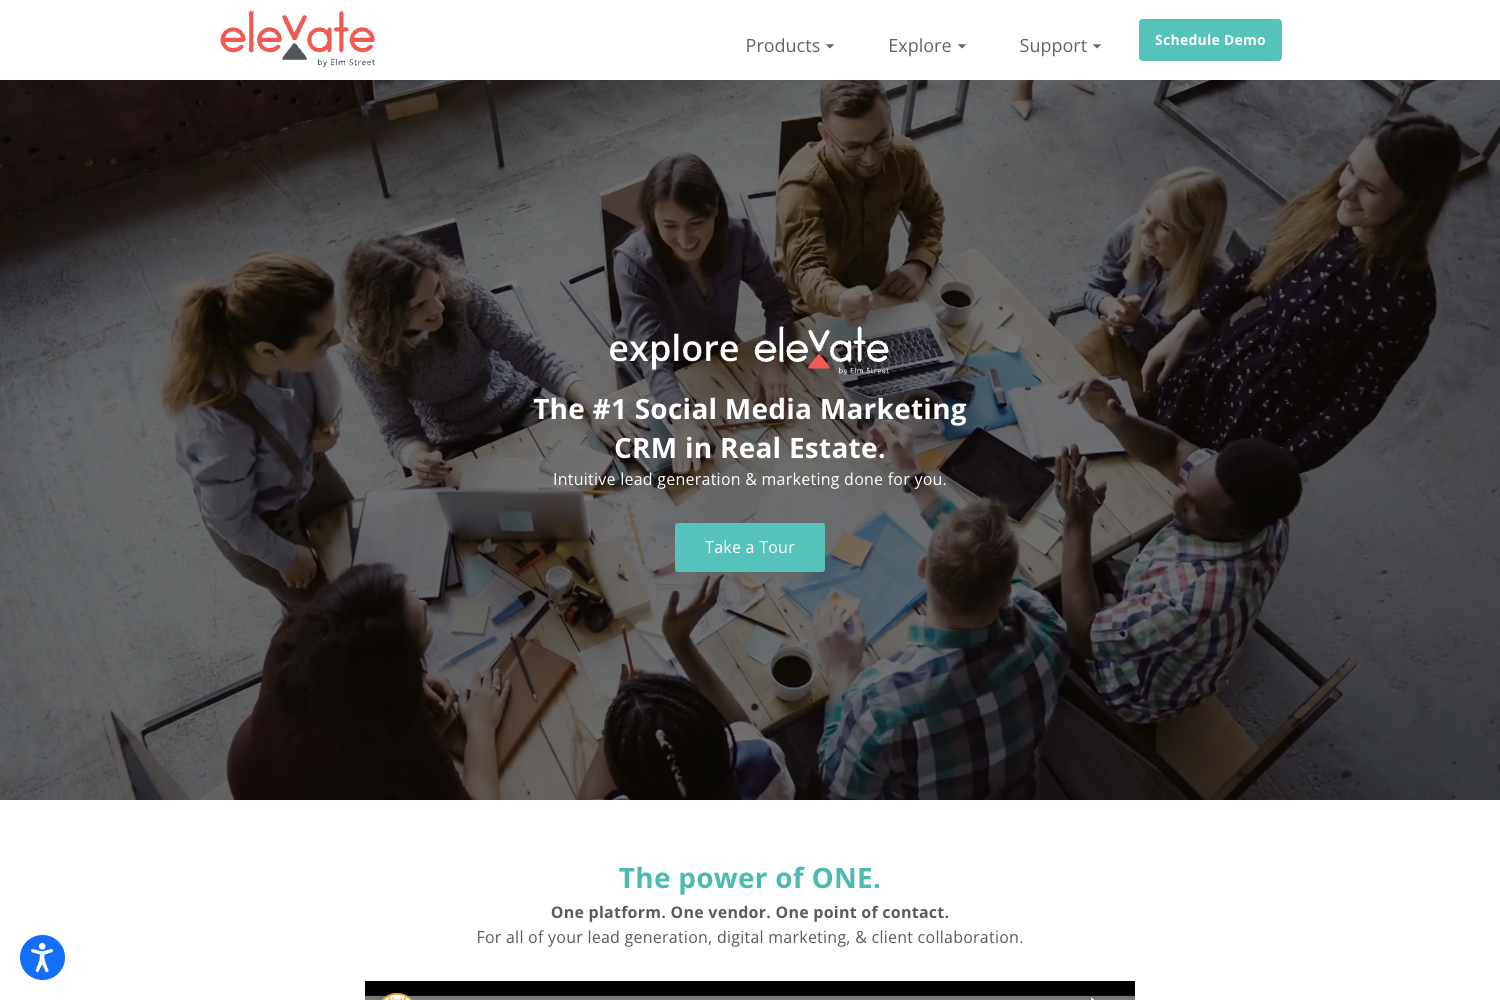 elevate
by Elm Street
Products
Explore
Support
Schedule Demo
explore elevate
by Elm Street
The #1 Social Media Marketing
CRM in Real Estate.
Intuitive lead generation & marketing done for you.
Take a Tour
The power of ONE.
One platform. One vendor. One point of contact.
For all of your lead generation, digital marketing, & client collaboration.